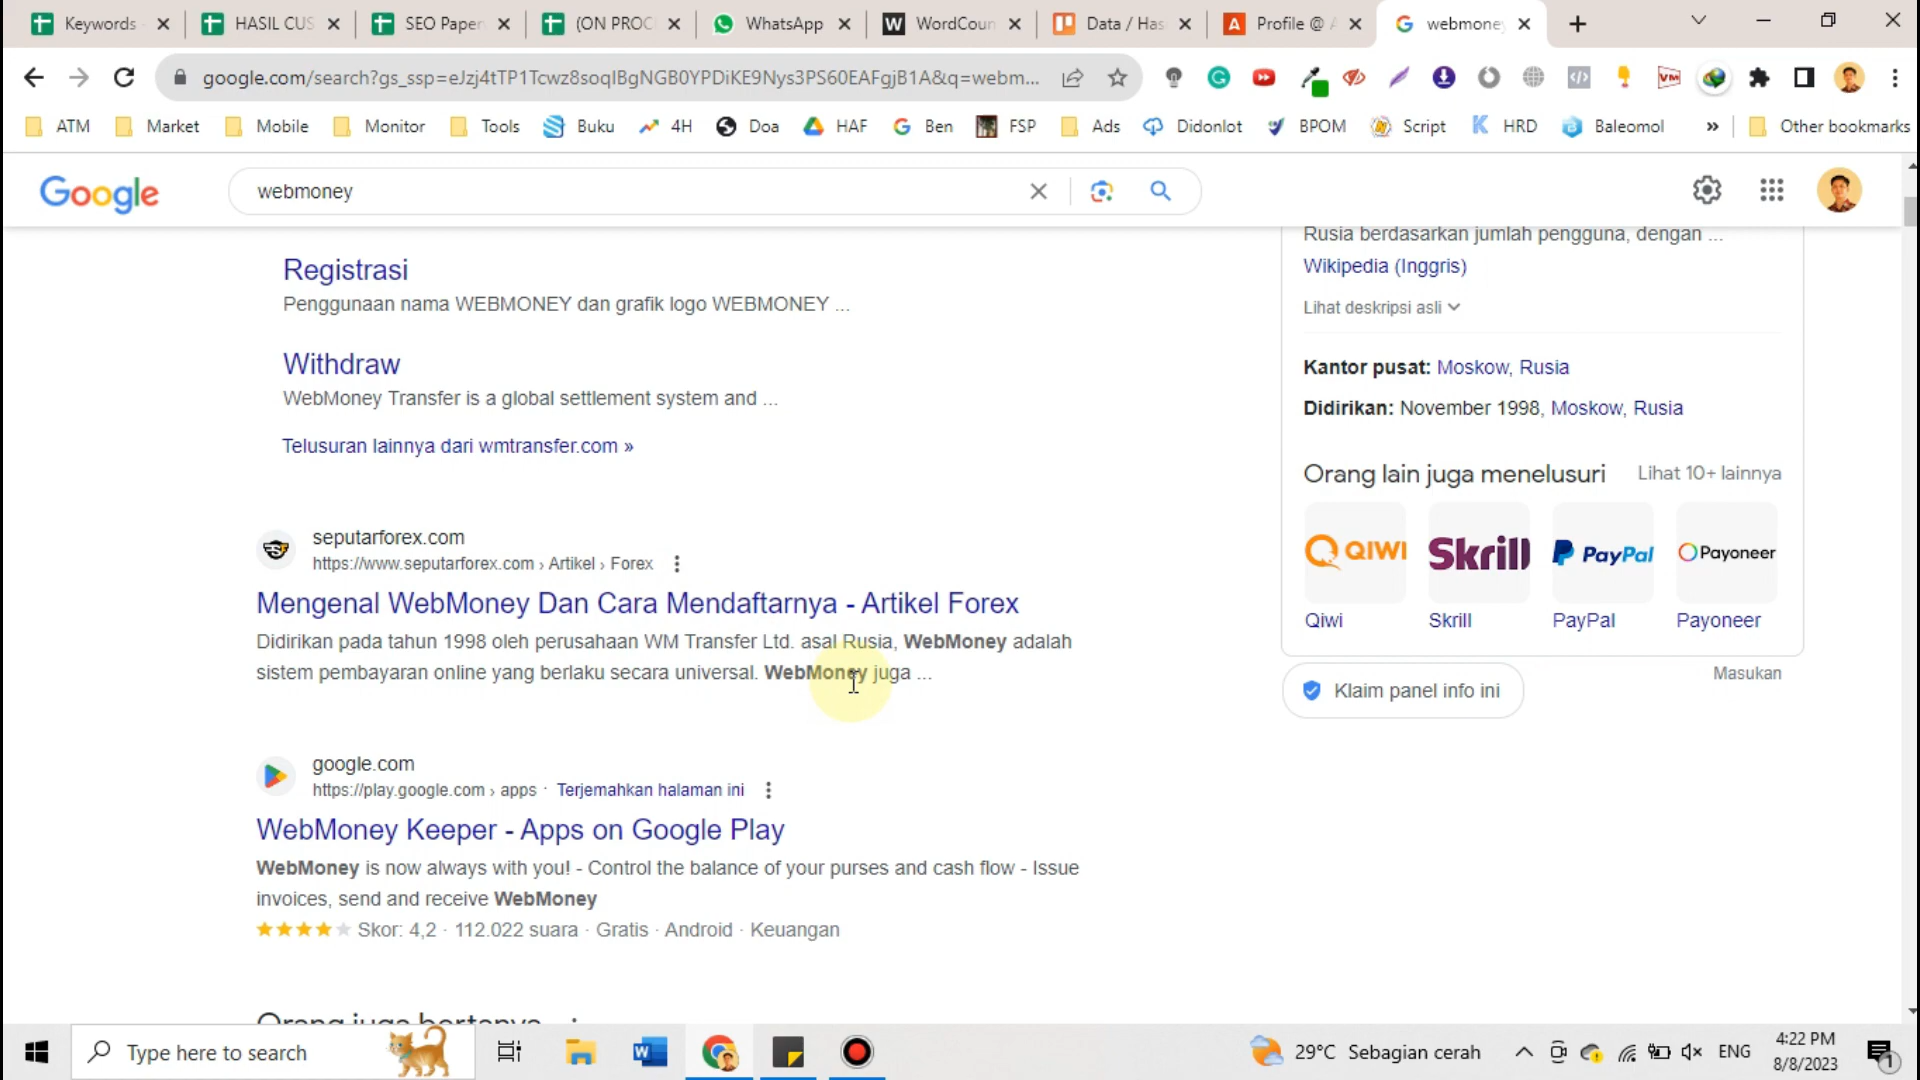 Keywords
HASIL CUS
SEO Paper
(ON PROC
WhatsApp
WordCoun
Data / Has
Profile @ A
webmoney
google.com/search?gs_ssp=eJzj4tTP1Tcwz8soqIBgNGB0YPDiKE9Nys3PS60EAFgjB1A&q=webm...
ATM
Market
Mobile
Monitor
Tools
Buku
4H
Doa
HAF
Ben
FSP
Ads
Didonlot
BPOM
Script
HRD
Baleomol
»
Other bookmarks
Google
webmoney
Registrasi
Penggunaan nama WEBMONEY dan grafik logo WEBMONEY ...
Withdraw
WebMoney Transfer is a global settlement system and ...
Telusuran lainnya dari wmtransfer.com »
seputarforex.com
https://www.seputarforex.com › Artikel › Forex
Mengenal WebMoney Dan Cara Mendaftarnya - Artikel Forex
Didirikan pada tahun 1998 oleh perusahaan WM Transfer Ltd. asal Rusia, WebMoney adalah
sistem pembayaran online yang berlaku secara universal. WebMoney juga ...
google.com
https://play.google.com › apps · Terjemahkan halaman ini
WebMoney Keeper - Apps on Google Play
WebMoney is now always with you! - Control the balance of your purses and cash flow - Issue
invoices, send and receive WebMoney
Skor: 4,2 · 112.022 suara · Gratis · Android · Keuangan
Orang juga bertanya
Rusia berdasarkan jumlah pengguna, dengan ...
Wikipedia (Inggris)
Lihat deskripsi asli
Kantor pusat: Moskow, Rusia
Didirikan: November 1998, Moskow, Rusia
Orang lain juga menelusuri
Lihat 10+ lainnya
QIWI
Skrill
PayPal
Payoneer
Qiwi
Skrill
PayPal
Payoneer
Masukan
Klaim panel info ini
Type here to search
29°C Sebagian cerah
ENG
4:22 PM
8/8/2023
1